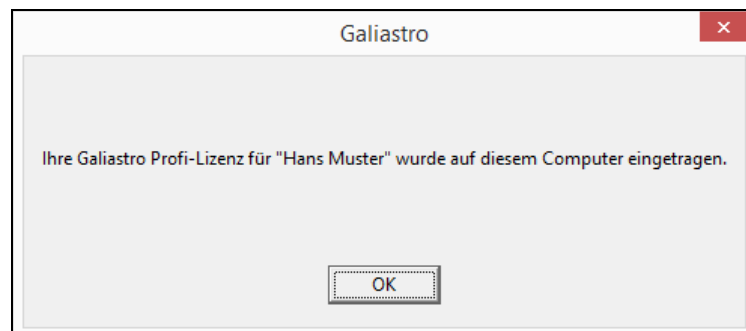 Galiastro
Ihre Galiastro Profi-Lizenz für "Hans Muster" wurde auf diesem Computer eingetragen.
OK